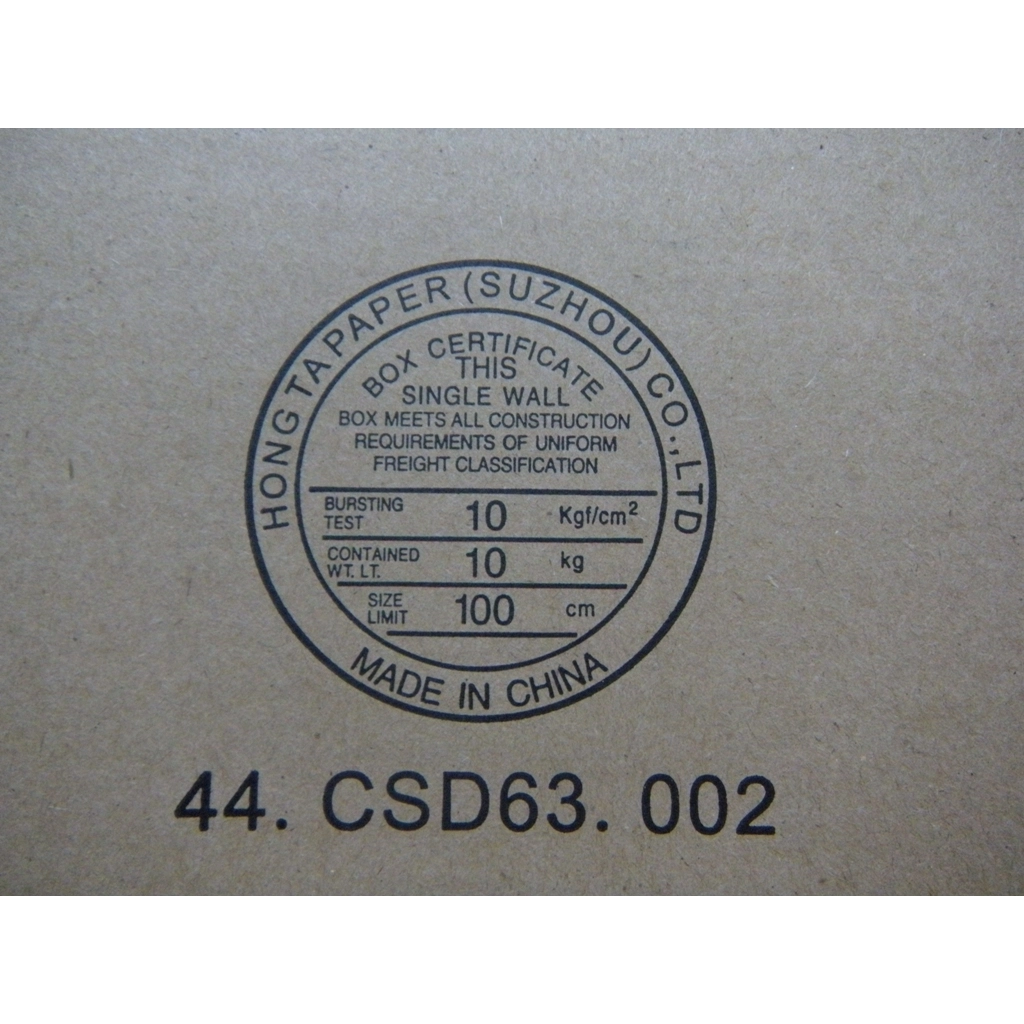 HONG TA PAPER (SUZHOU) CO.,LTD
BOX CERTIFICATE
THIS
SINGLE WALL
BOX MEETS ALL CONSTRUCTION
REQUIREMENTS OF UNIFORM
FREIGHT CLASSIFICATION
BURSTING TEST 10 Kgf/cm²
CONTAINED WT. LT. 10 kg
SIZE LIMIT 100 cm
MADE IN CHINA
44. CSD63. 002